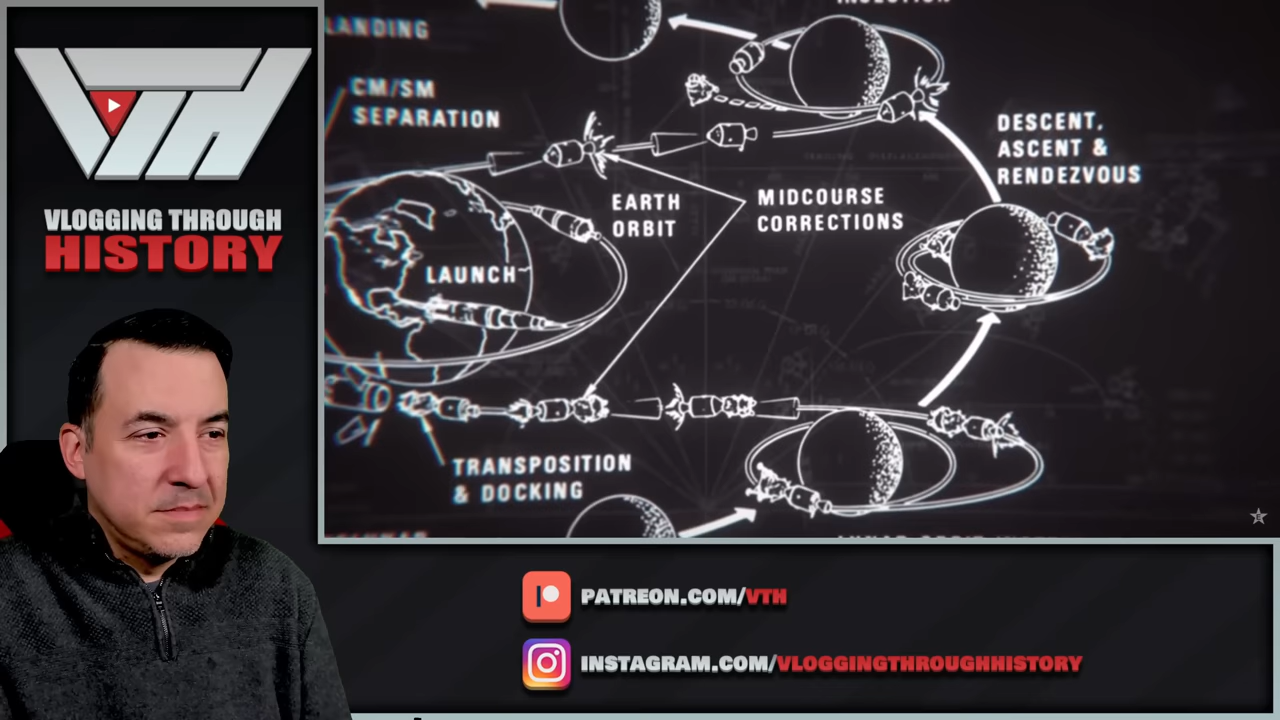 VTH
VLOGGING THROUGH
HISTORY
LANDING
CM/SM
SEPARATION
EARTH
ORBIT
MIDCOURSE
CORRECTIONS
DESCENT,
ASCENT &
RENDEZVOUS
LAUNCH
TRANSPOSITION
& DOCKING
PATREON.COM/VTH
INSTAGRAM.COM/VLOGGINGTHROUGHHISTORY